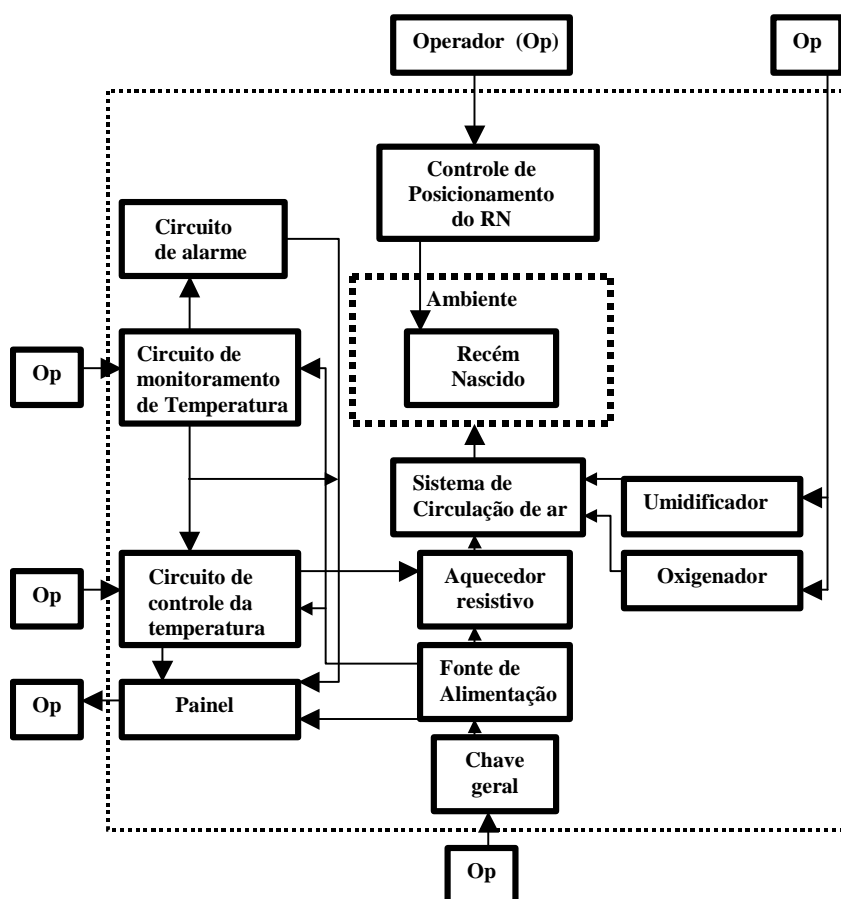 Operador (Op)
Op
Controle de
Posicionamento
do RN
Circuito
de alarme
Ambiente
Op
Circuito de
monitoramento
de Temperatura
Recém
Nascido
Sistema de
Circulação de ar
Umidificador
Op
Circuito de
controle da
temperatura
Aquecedor
resistivo
Oxigenador
Op
Painel
Fonte de
Alimentação
Chave
geral
Op